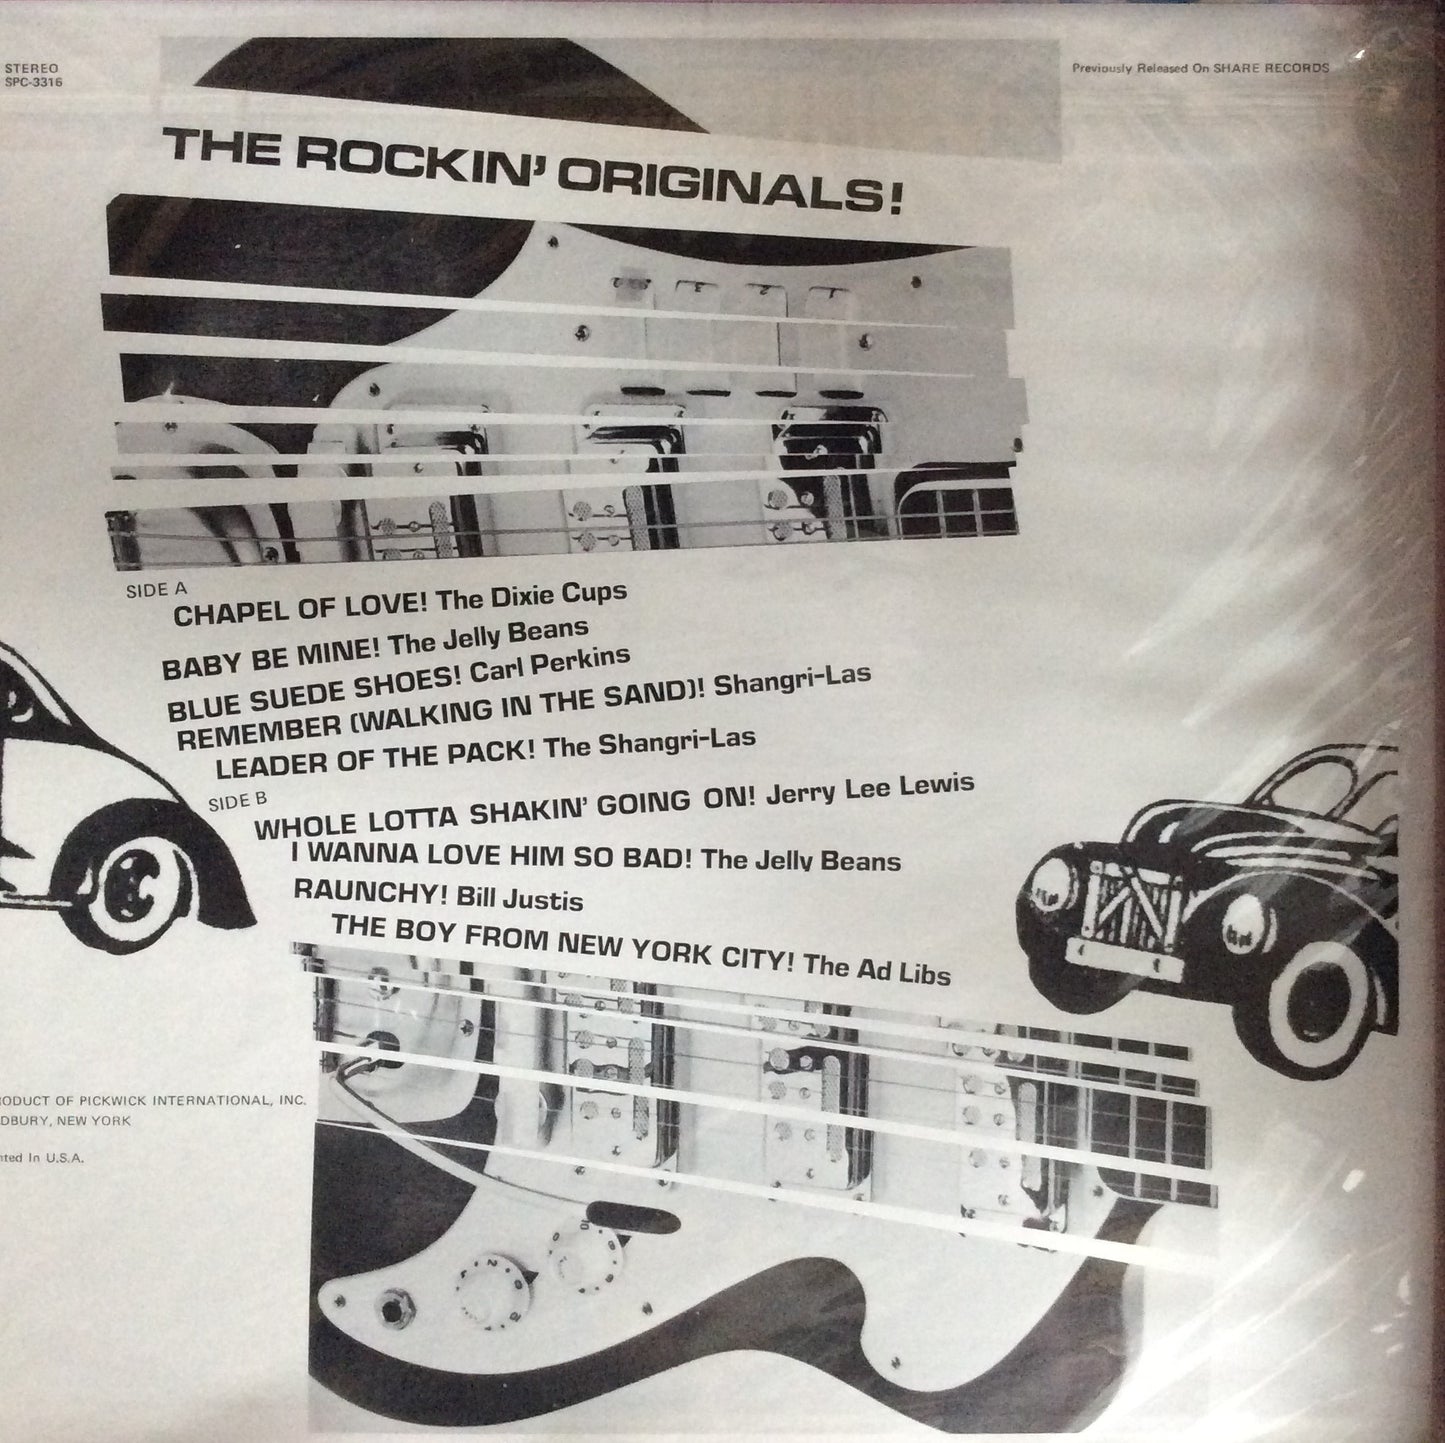 STEREO
SPC-3316
Previously Released On SHARE RECORDS
THE ROCKIN' ORIGINALS!
SIDE A
CHAPEL OF LOVE! The Dixie Cups
BABY BE MINE! The Jelly Beans
BLUE SUEDE SHOES! Carl Perkins
REMEMBER (WALKING IN THE SAND)! Shangri-Las
LEADER OF THE PACK! The Shangri-Las
SIDE B
WHOLE LOTTA SHAKIN' GOING ON! Jerry Lee Lewis
I WANNA LOVE HIM SO BAD! The Jelly Beans
RAUNCHY! Bill Justis
THE BOY FROM NEW YORK CITY! The Ad Libs
ODUCT OF PICKWICK INTERNATIONAL, INC.
DBURY, NEW YORK
ted In U.S.A.